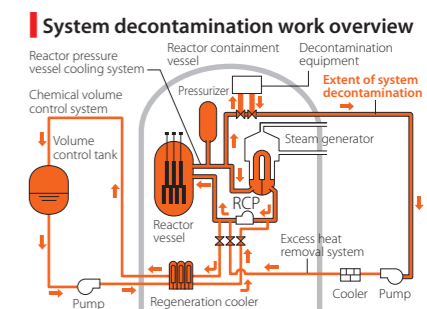 System decontamination work overview
Reactor pressure
vessel cooling system
Reactor containment
vessel
Decontamination
equipment
Chemical volume
control system
Pressurizer
Extent of system
decontamination
Volume
control tank
Steam generator
RCP
Reactor
vessel
Excess heat
removal system
Pump
Regeneration cooler
Cooler
Pump